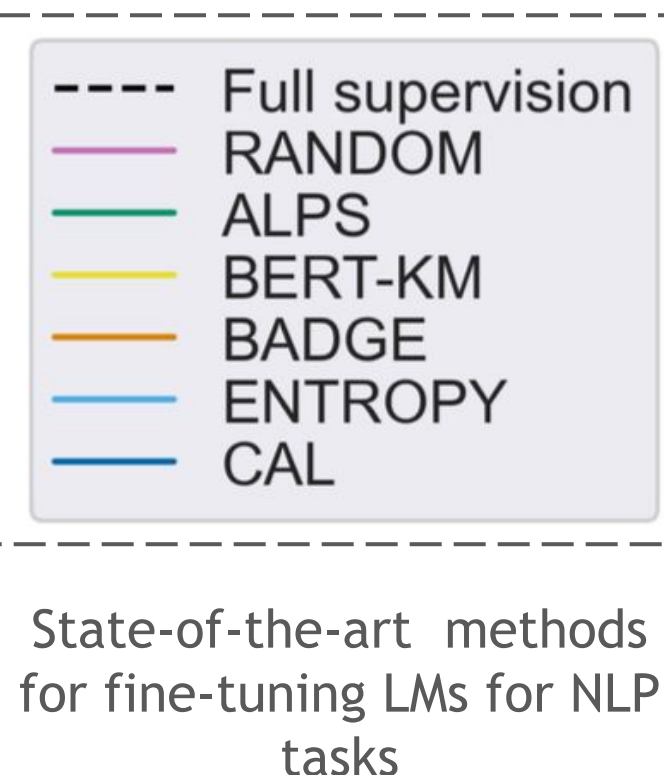 Full supervision
RANDOM
ALPS
BERT-KM
BADGE
ENTROPY
CAL
State-of-the-art methods
for fine-tuning LMs for NLP
tasks